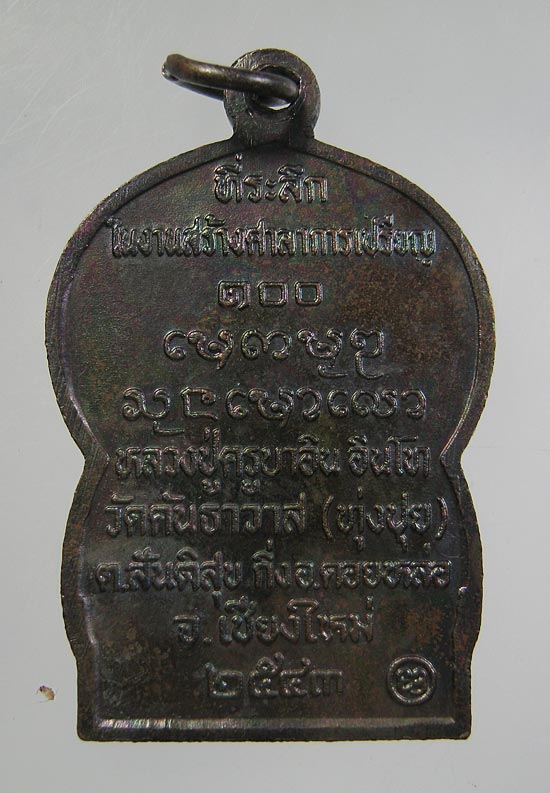 ที่ระลึก
ในงานสร้างศาลาการเปรียญ
๑๐๐
หลวงปู่ครูบาอิน อินโท
วัดคันธาวาส (ทุ่งปุย)
ต.สันติสุข กิ่งอ.ดอยหล่อ
จ.เชียงใหม่
๒๕๔๓